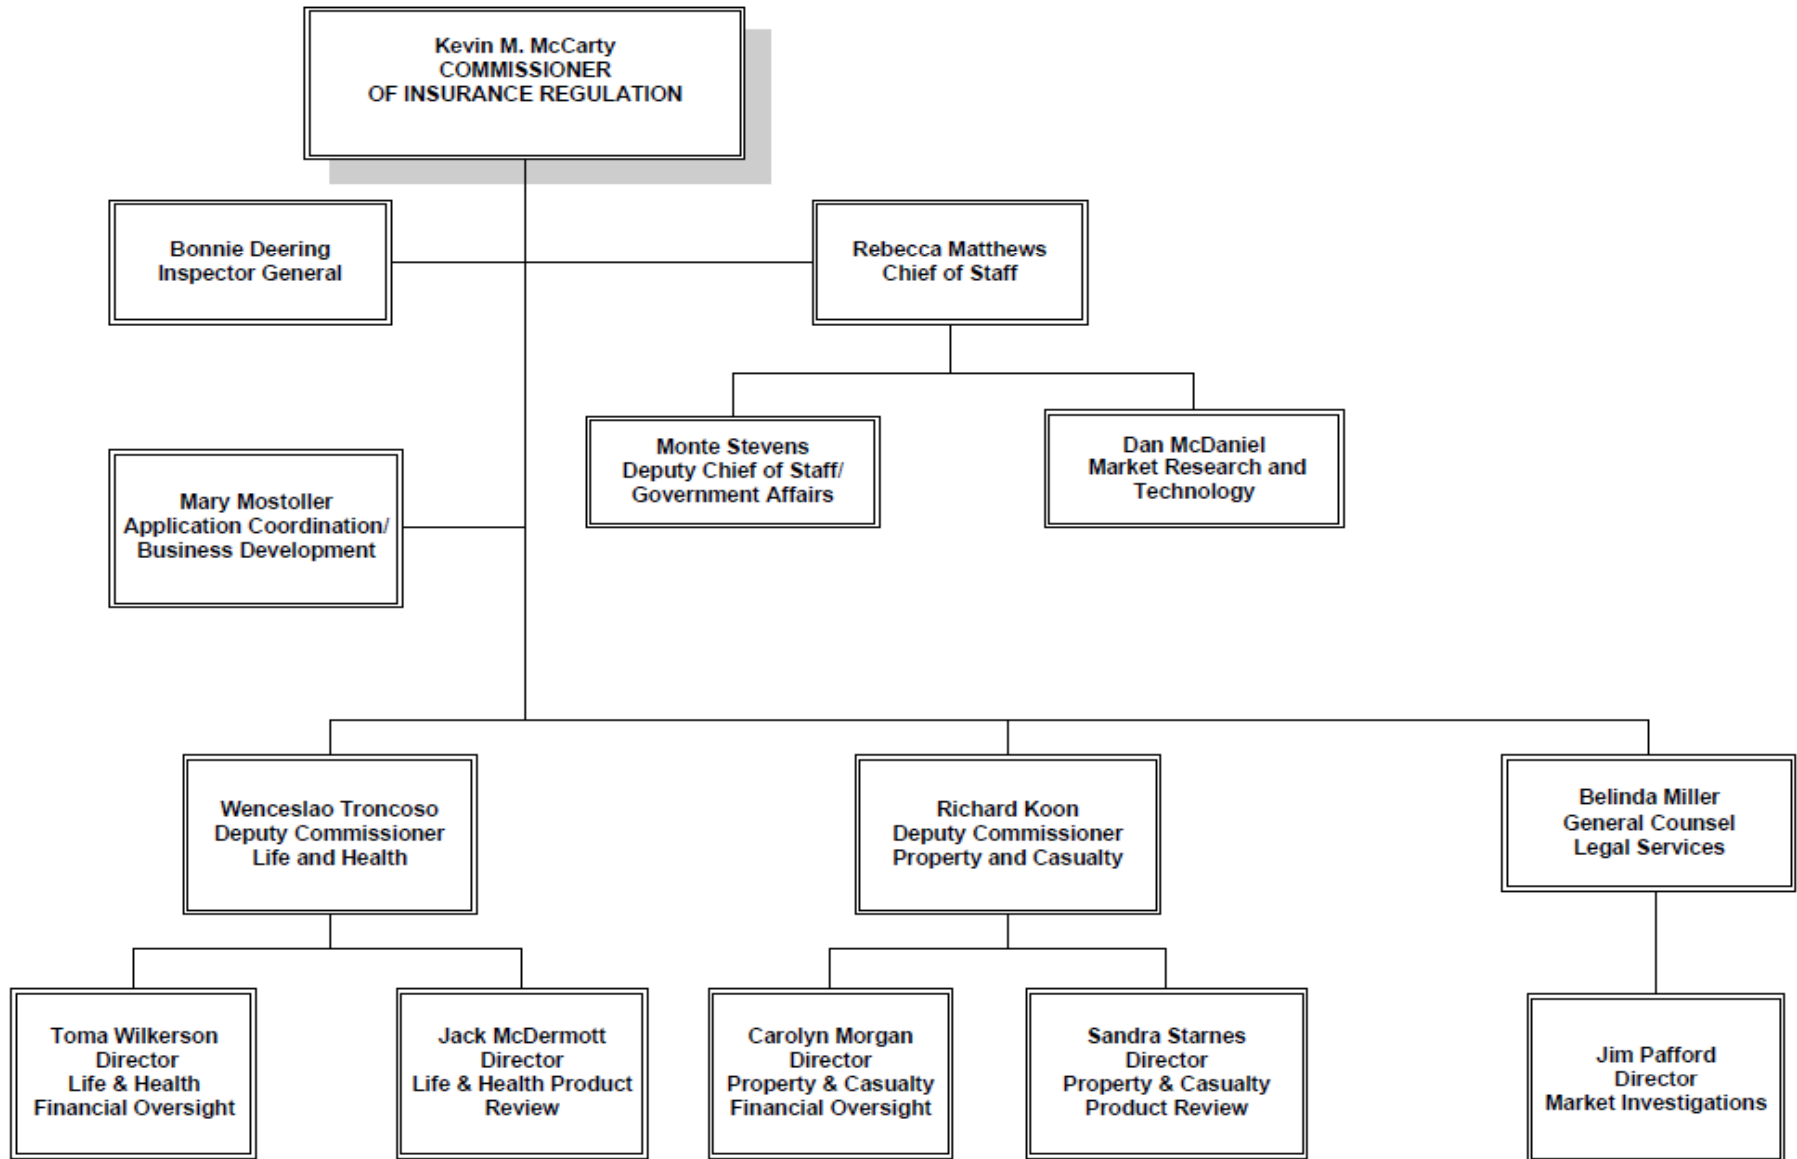 Kevin M. McCarty
COMMISSIONER
OF INSURANCE REGULATION
Bonnie Deering
Inspector General
Rebecca Matthews
Chief of Staff
Monte Stevens
Deputy Chief of Staff/
Government Affairs
Dan McDaniel
Market Research and
Technology
Mary Mostoller
Application Coordination/
Business Development
Wenceslao Troncoso
Deputy Commissioner
Life and Health
Richard Koon
Deputy Commissioner
Property and Casualty
Belinda Miller
General Counsel
Legal Services
Toma Wilkerson
Director
Life & Health
Financial Oversight
Jack McDermott
Director
Life & Health Product
Review
Carolyn Morgan
Director
Property & Casualty
Financial Oversight
Sandra Starnes
Director
Property & Casualty
Product Review
Jim Pafford
Director
Market Investigations